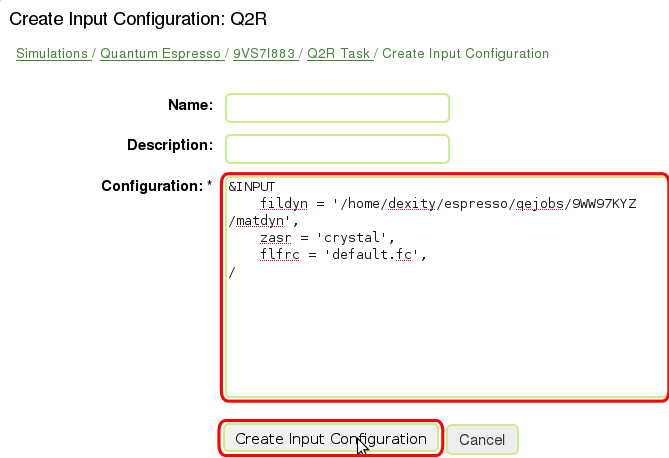 Create Input Configuration: Q2R
Simulations / Quantum Espresso / 9VS7I883 / Q2R Task / Create Input Configuration
Name:
Description:
Configuration: *
&INPUT
    fildyn = '/home/dexity/espresso/qejobs/9WW97KYZ
/matdyn',
    zasr = 'crystal',
    flfrc = 'default.fc',
/
Create Input Configuration
Cancel